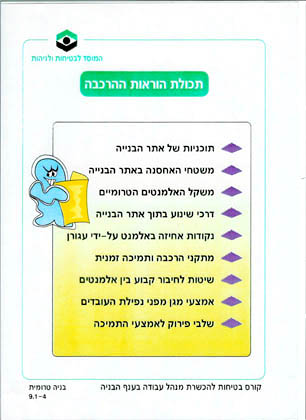 המוסד לבטיחות ולגיהות
תכולת הוראות ההרכבה
תוכניות של אתר הבנייה
משטחי האחסנה באתר הבנייה
משקל האלמנטים הטרומיים
דרכי שינוע בתוך אתר הבנייה
נקודות אחיזה באלמנט על-ידי עגורן
מתקני הרכבה ותמיכה זמנית
שיטות לחיבור קבוע בין אלמנטים
אמצעי מגן מפני נפילת העובדים
שלבי פירוק לאמצעי התמיכה
קורס בטיחות להכשרת מנהל עבודה בענף הבניה
בניה טרומית
9.1-4